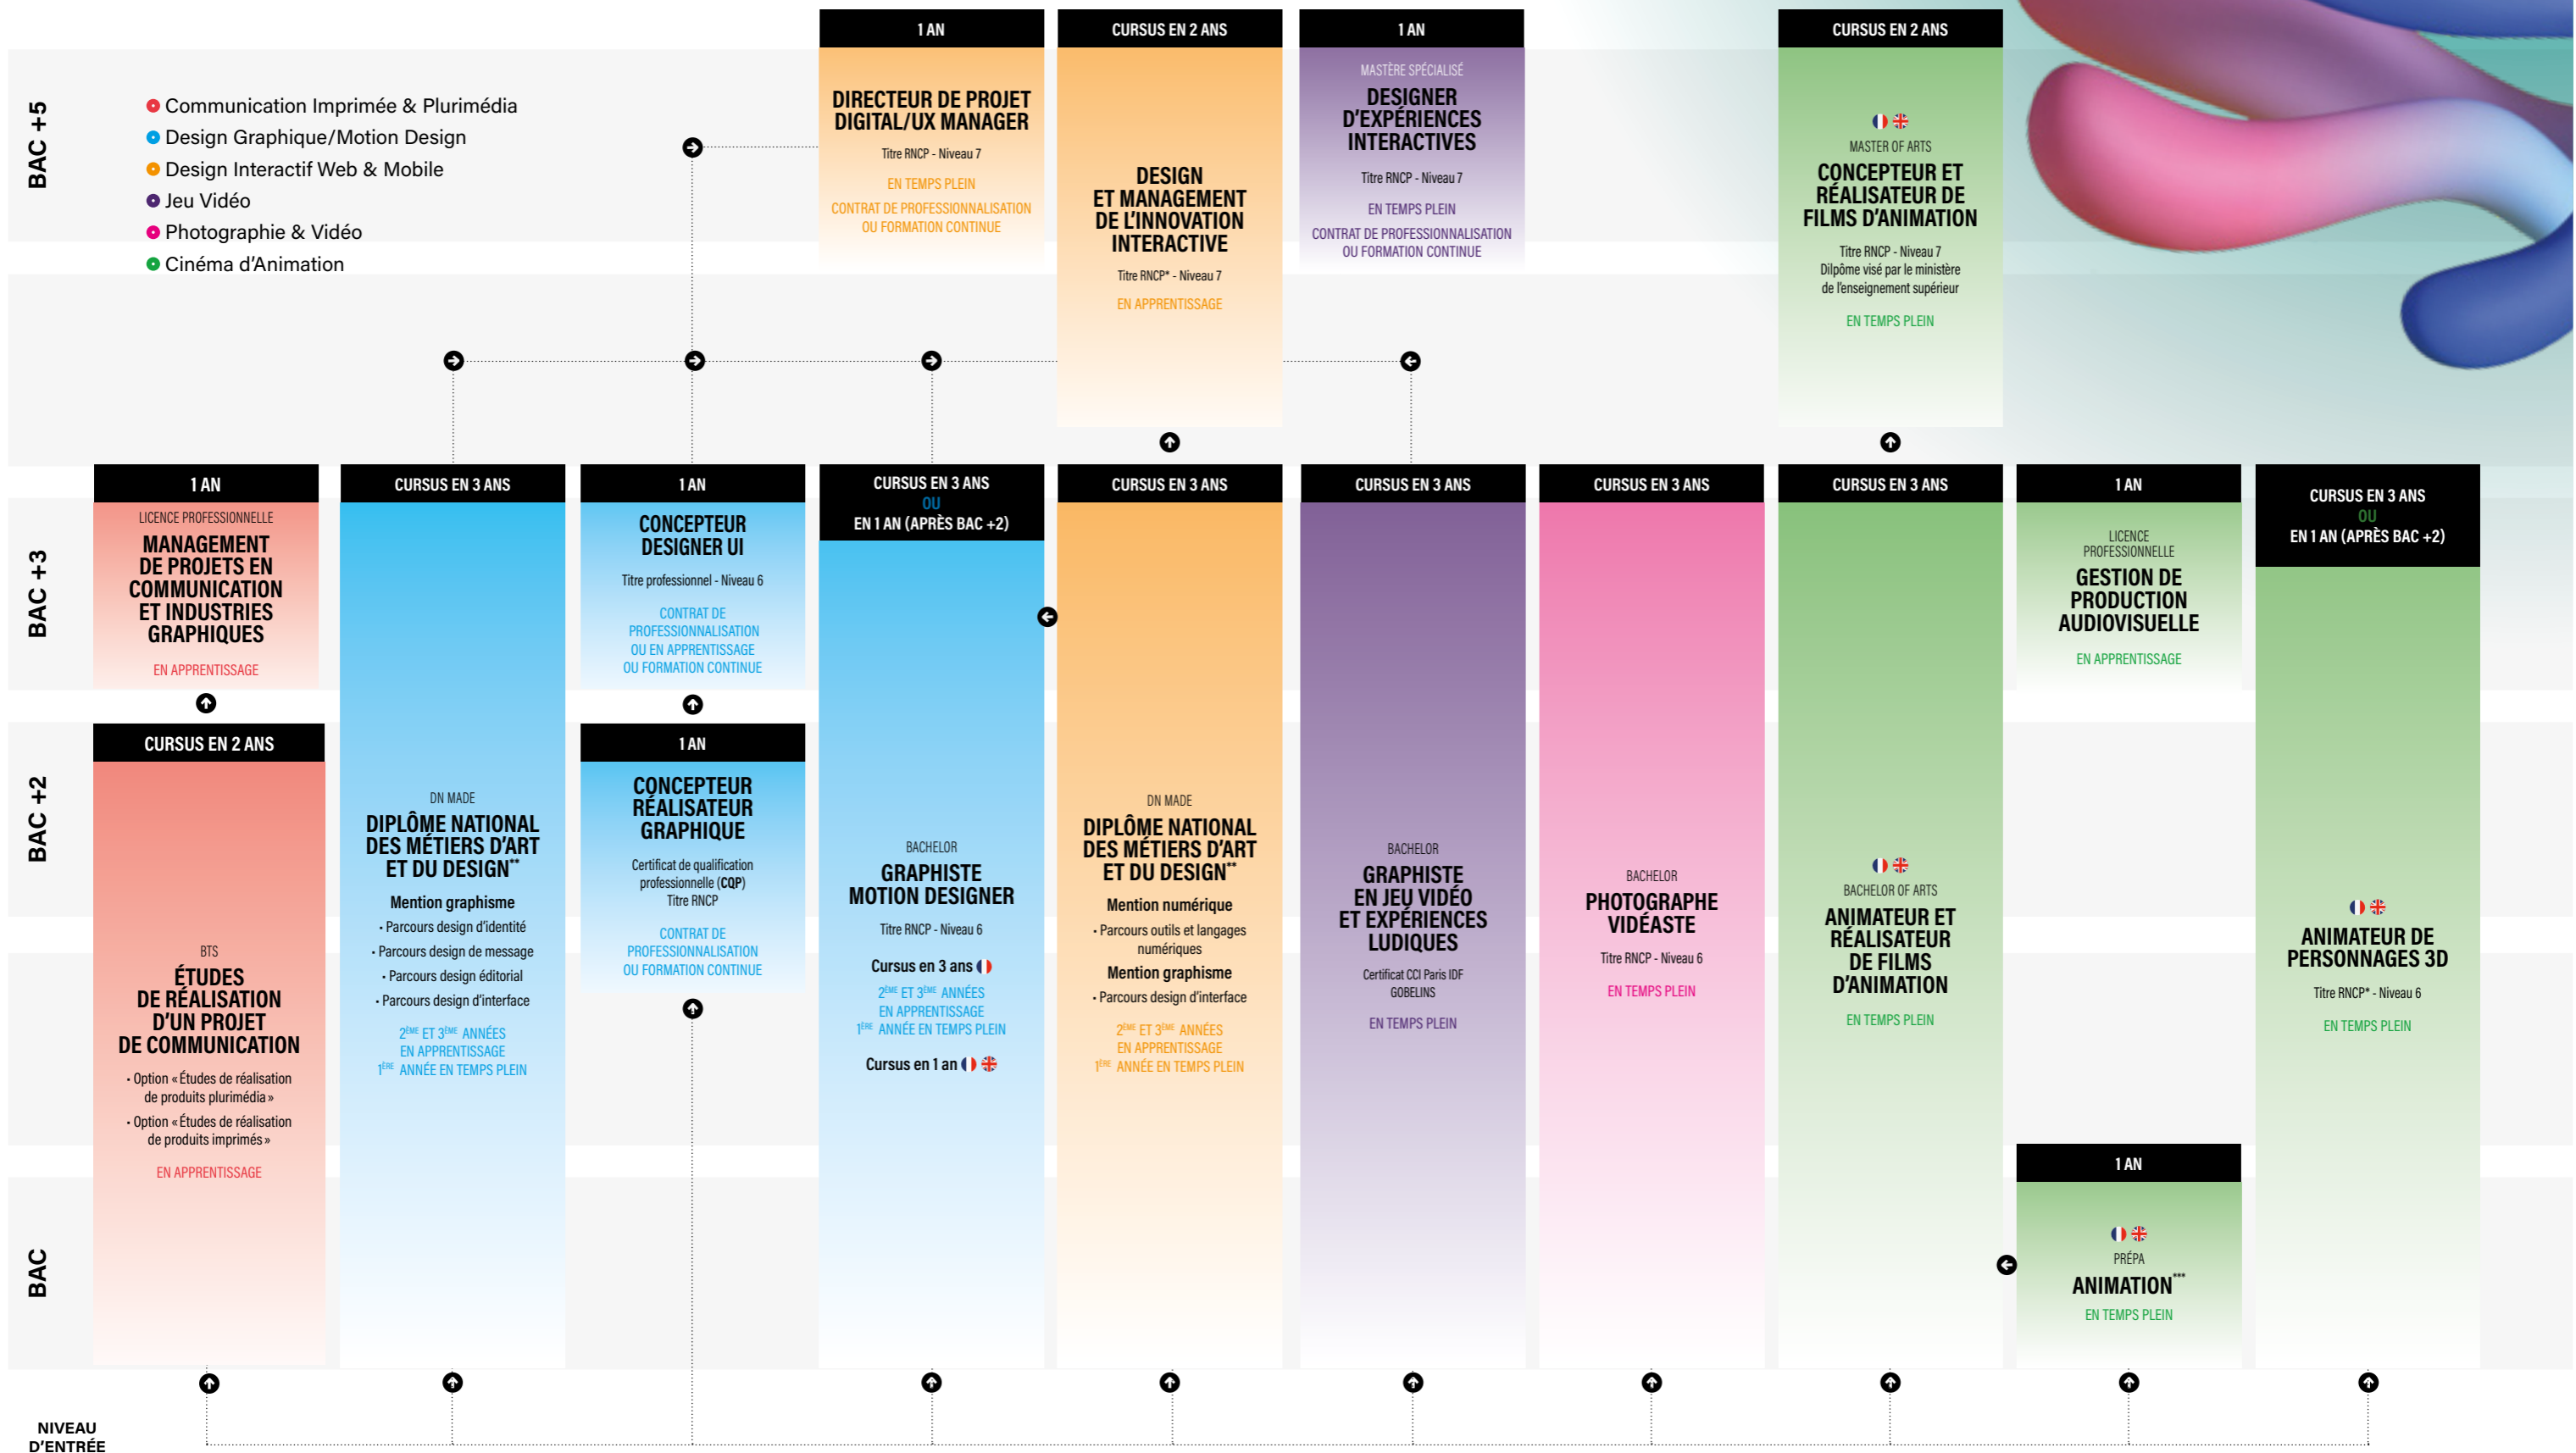 BAC +5
Communication Imprimée & Plurimédia
Design Graphique/Motion Design
Design Interactif Web & Mobile
Jeu Vidéo
Photographie & Vidéo
Cinéma d'Animation
1 AN
DIRECTEUR DE PROJET
DIGITAL/UX MANAGER
Titre RNCP - Niveau 7
EN TEMPS PLEIN
CONTRAT DE PROFESSIONNALISATION
OU FORMATION CONTINUE
CURSUS EN 2 ANS
DESIGN
ET MANAGEMENT
DE L'INNOVATION
INTERACTIVE
Titre RNCP* - Niveau 7
EN APPRENTISSAGE
1 AN
MASTÈRE SPÉCIALISÉ
DESIGNER
D'EXPÉRIENCES
INTERACTIVES
Titre RNCP - Niveau 7
EN TEMPS PLEIN
CONTRAT DE PROFESSIONNALISATION
OU FORMATION CONTINUE
CURSUS EN 2 ANS
MASTER OF ARTS
CONCEPTEUR ET
RÉALISATEUR DE
FILMS D'ANIMATION
Titre RNCP - Niveau 7
Dilpôme visé par le ministère
de l'enseignement supérieur
EN TEMPS PLEIN
BAC +3
1 AN
LICENCE PROFESSIONNELLE
MANAGEMENT
DE PROJETS EN
COMMUNICATION
ET INDUSTRIES
GRAPHIQUES
EN APPRENTISSAGE
BAC +2
CURSUS EN 2 ANS
BTS
ÉTUDES
DE RÉALISATION
D'UN PROJET
DE COMMUNICATION
• Option « Études de réalisation
de produits plurimédia »
• Option « Études de réalisation
de produits imprimés »
EN APPRENTISSAGE
CURSUS EN 3 ANS
DN MADE
DIPLÔME NATIONAL
DES MÉTIERS D'ART
ET DU DESIGN**
Mention graphisme
• Parcours design d'identité
• Parcours design de message
• Parcours design éditorial
• Parcours design d'interface
2ÈME ET 3ÈME ANNÉES
EN APPRENTISSAGE
1ÈRE ANNÉE EN TEMPS PLEIN
1 AN
CONCEPTEUR
DESIGNER UI
Titre professionnel - Niveau 6
CONTRAT DE
PROFESSIONNALISATION
OU EN APPRENTISSAGE
OU FORMATION CONTINUE
1 AN
CONCEPTEUR
RÉALISATEUR
GRAPHIQUE
Certificat de qualification
professionnelle (CQP)
Titre RNCP
CONTRAT DE
PROFESSIONNALISATION
OU FORMATION CONTINUE
CURSUS EN 3 ANS
OU
EN 1 AN (APRÈS BAC +2)
BACHELOR
GRAPHISTE
MOTION DESIGNER
Titre RNCP - Niveau 6
Cursus en 3 ans
2ÈME ET 3ÈME ANNÉES
EN APPRENTISSAGE
1ÈRE ANNÉE EN TEMPS PLEIN
Cursus en 1 an
CURSUS EN 3 ANS
DN MADE
DIPLÔME NATIONAL
DES MÉTIERS D'ART
ET DU DESIGN**
Mention numérique
• Parcours outils et langages
numériques
Mention graphisme
• Parcours design d'interface
2ÈME ET 3ÈME ANNÉES
EN APPRENTISSAGE
1ÈRE ANNÉE EN TEMPS PLEIN
CURSUS EN 3 ANS
BACHELOR
GRAPHISTE
EN JEU VIDÉO
ET EXPÉRIENCES
LUDIQUES
Certificat CCI Paris IDF
GOBELINS
EN TEMPS PLEIN
CURSUS EN 3 ANS
BACHELOR
PHOTOGRAPHE
VIDÉASTE
Titre RNCP - Niveau 6
EN TEMPS PLEIN
CURSUS EN 3 ANS
BACHELOR OF ARTS
ANIMATEUR ET
RÉALISATEUR
DE FILMS
D'ANIMATION
EN TEMPS PLEIN
1 AN
LICENCE
PROFESSIONNELLE
GESTION DE
PRODUCTION
AUDIOVISUELLE
EN APPRENTISSAGE
1 AN
PRÉPA
ANIMATION***
EN TEMPS PLEIN
CURSUS EN 3 ANS
OU
EN 1 AN (APRÈS BAC +2)
ANIMATEUR DE
PERSONNAGES 3D
Titre RNCP* - Niveau 6
EN TEMPS PLEIN
BAC
NIVEAU
D'ENTRÉE